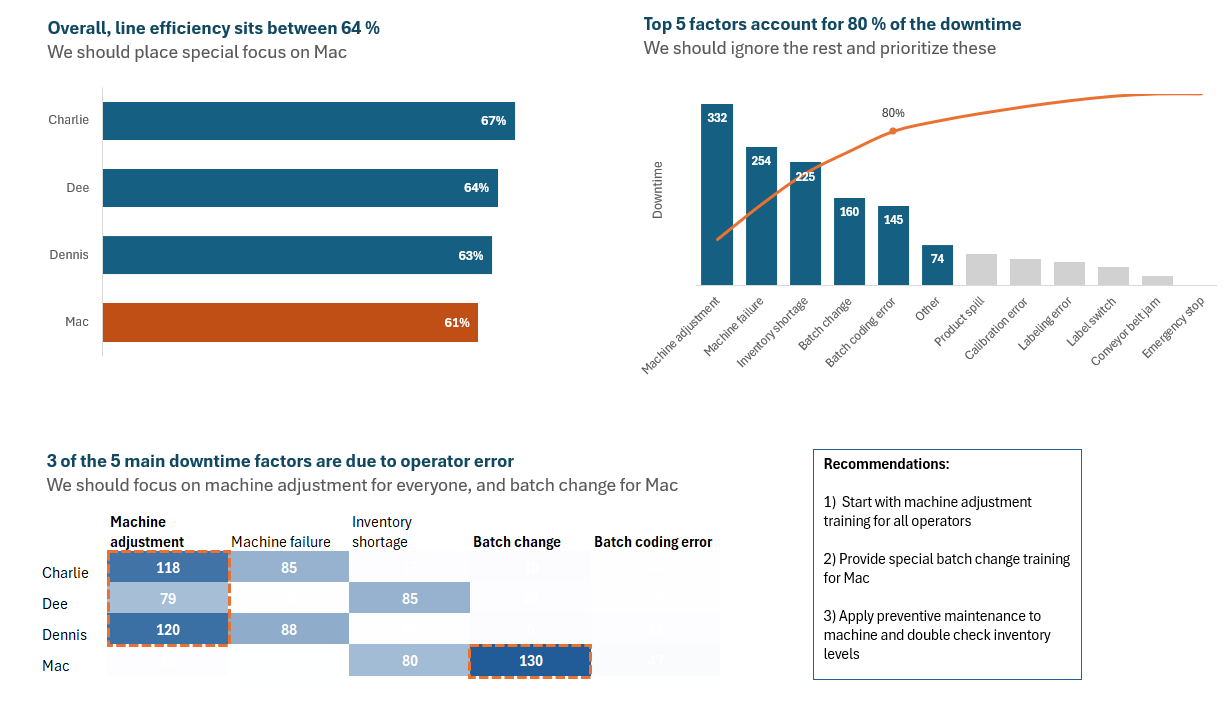 Overall, line efficiency sits between 64 %
We should place special focus on Mac
Charlie
67%
Dee
64%
Dennis
63%
Mac
61%
Top 5 factors account for 80 % of the downtime
We should ignore the rest and prioritize these
Downtime
80%
332
254
225
160
145
74
Machine adjustment
Machine failure
Inventory shortage
Batch change
Batch coding error
Other
Product spill
Calibration error
Labeling error
Label switch
Conveyor belt jam
Emergency stop
3 of the 5 main downtime factors are due to operator error
We should focus on machine adjustment for everyone, and batch change for Mac
Machine
adjustment
Machine failure
Inventory
shortage
Batch change
Batch coding error
Charlie 118 85
Dee 79 85
Dennis 120 88
Mac 80 130
Recommendations:
1) Start with machine adjustment
training for all operators
2) Provide special batch change training
for Mac
3) Apply preventive maintenance to
machine and double check inventory
levels